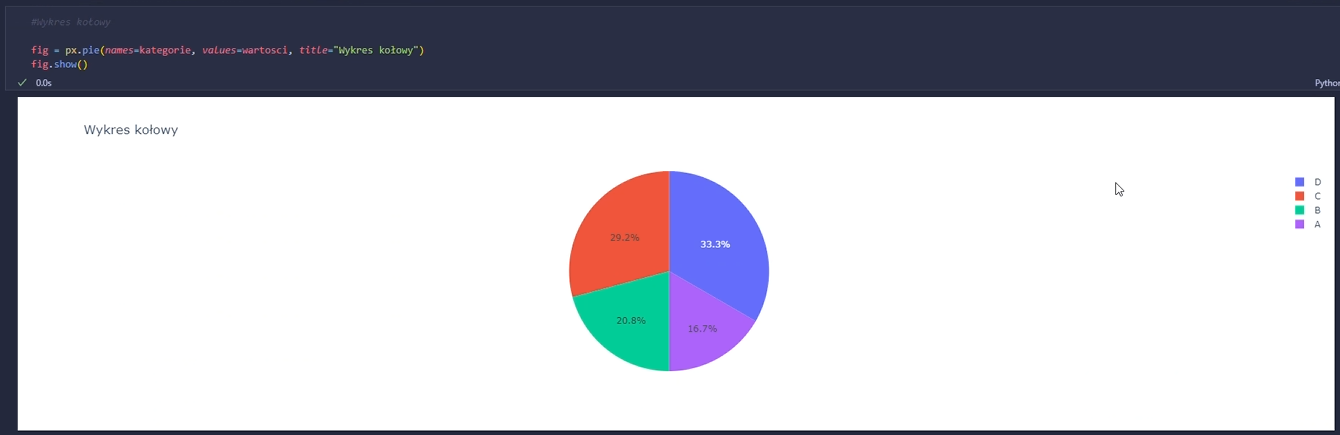 #Wykres kołowy
fig = px.pie(names=kategorie, values=wartosci, title="Wykres kołowy")
fig.show()
0.0s
Python
Wykres kołowy
D
C
B
A
29.2%
33.3%
20.8%
16.7%